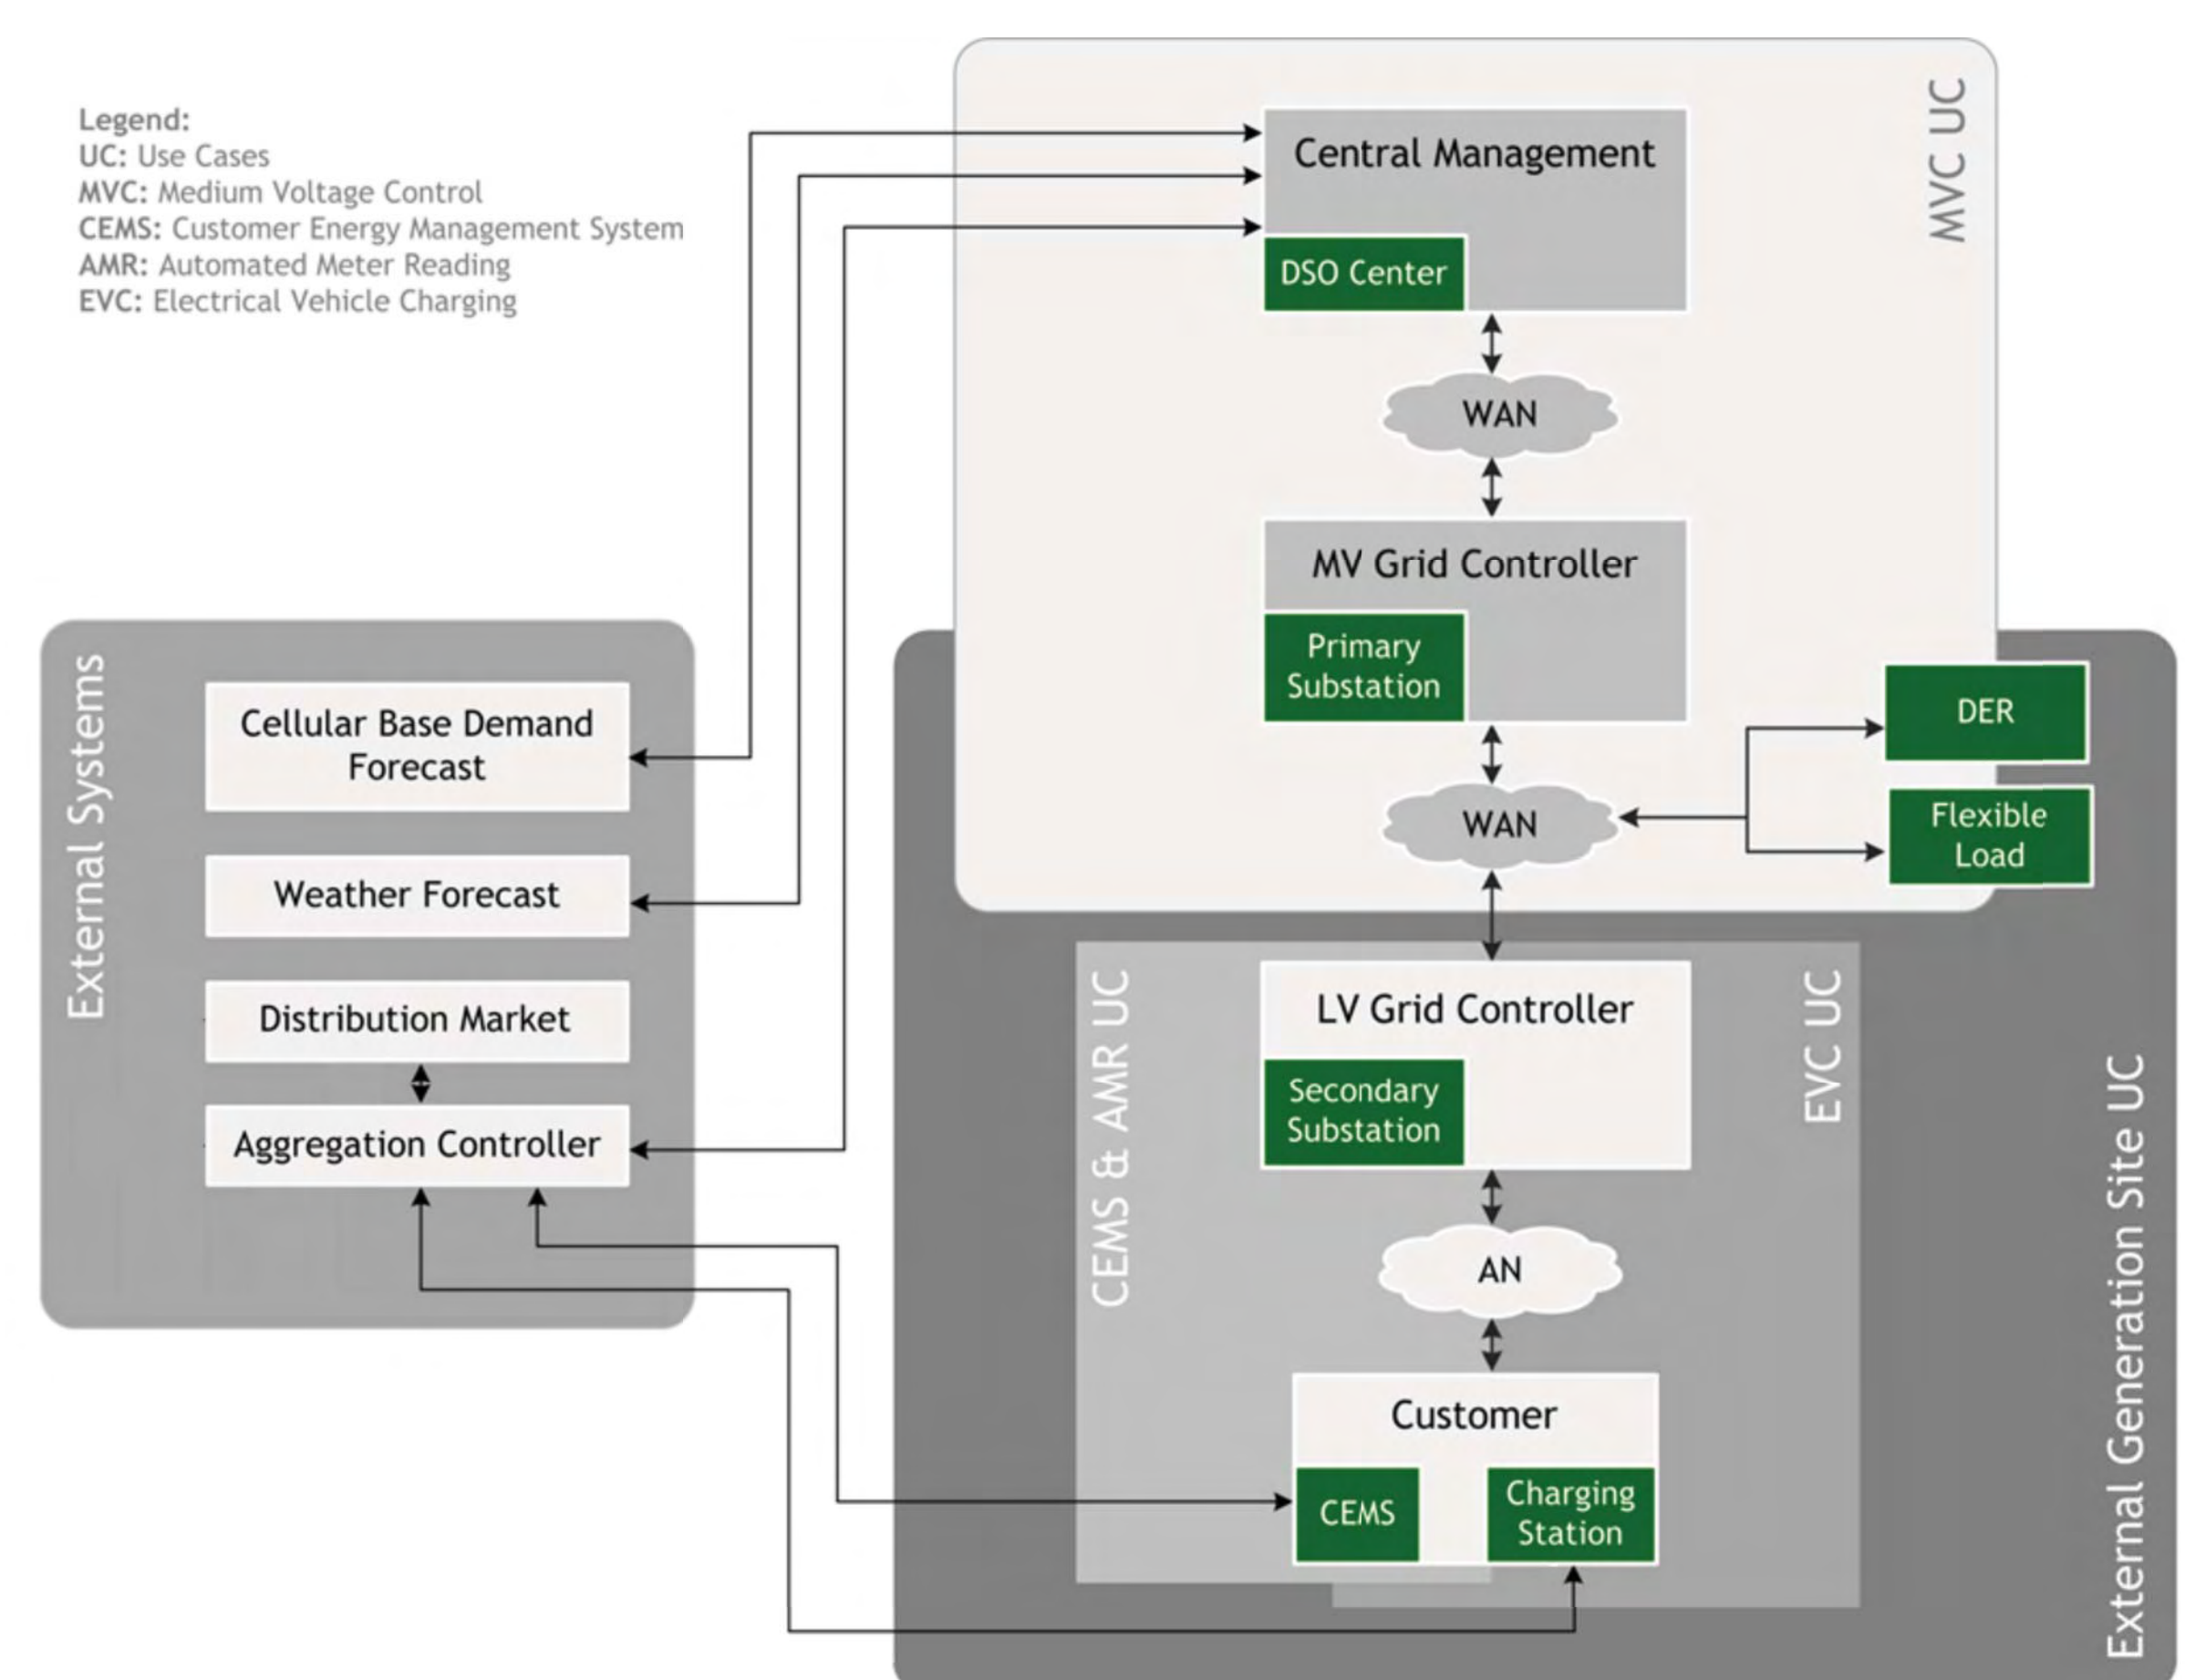 Legend:
UC: Use Cases
MVC: Medium Voltage Control
CEMS: Customer Energy Management System
AMR: Automated Meter Reading
EVC: Electrical Vehicle Charging
MVC UC
Central Management
DSO Center
WAN
MV Grid Controller
Primary
Substation
WAN
DER
Flexible
Load
External Systems
Cellular Base Demand
Forecast
Weather Forecast
Distribution Market
Aggregation Controller
CEMS & AMR UC
LV Grid Controller
Secondary
Substation
EVC UC
AN
Customer
CEMS
Charging
Station
External Generation Site UC